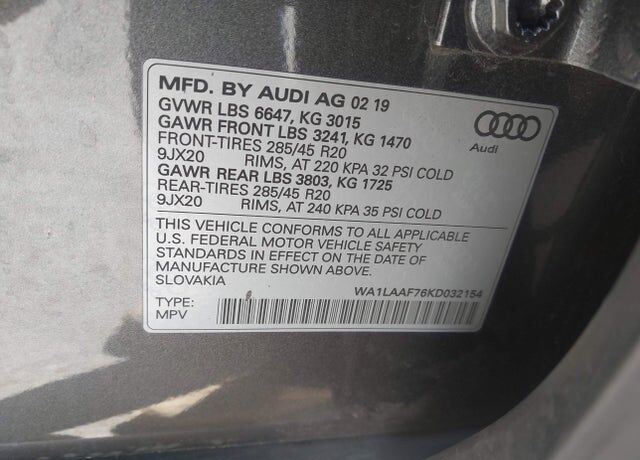 MFD. BY AUDI AG 02 19
GVWR LBS 6647, KG 3015
GAWR FRONT LBS 3241, KG 1470
FRONT-TIRES 285/45 R20
9JX20 RIMS, AT 220 KPA 32 PSI COLD
GAWR REAR LBS 3803, KG 1725
REAR-TIRES 285/45 R20
9JX20 RIMS, AT 240 KPA 35 PSI COLD
Audi
THIS VEHICLE CONFORMS TO ALL APPLICABLE
U.S. FEDERAL MOTOR VEHICLE SAFETY
STANDARDS IN EFFECT ON THE DATE OF
MANUFACTURE SHOWN ABOVE.
SLOVAKIA
WA1LAAF76KD032154
TYPE:
MPV